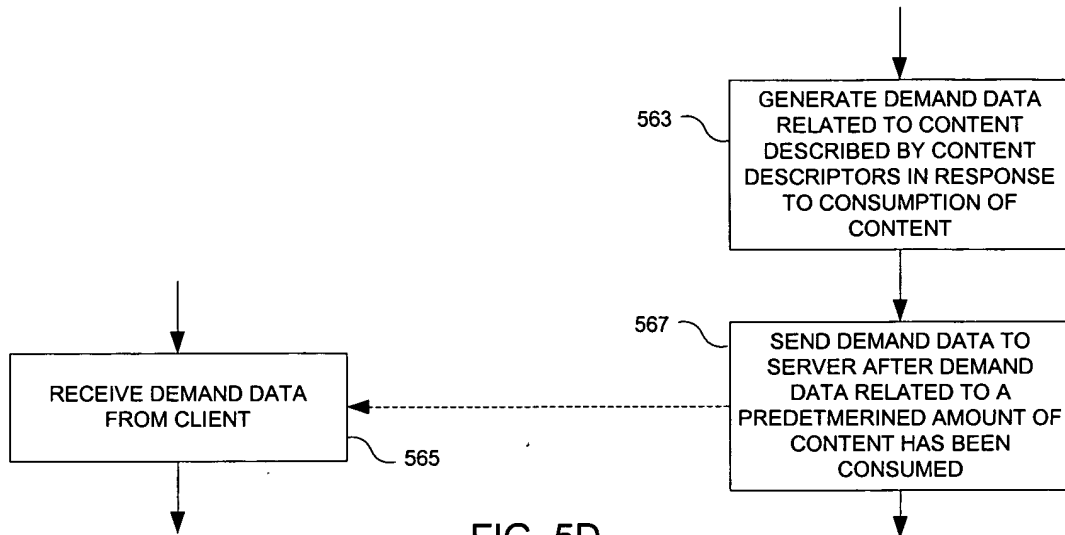 563
GENERATE DEMAND DATA
RELATED TO CONTENT
DESCRIBED BY CONTENT
DESCRIPTORS IN RESPONSE
TO CONSUMPTION OF
CONTENT
567
SEND DEMAND DATA TO
SERVER AFTER DEMAND
DATA RELATED TO A
PREDETMERINED AMOUNT OF
CONTENT HAS BEEN
CONSUMED
RECEIVE DEMAND DATA
FROM CLIENT
565
FIG. 5D